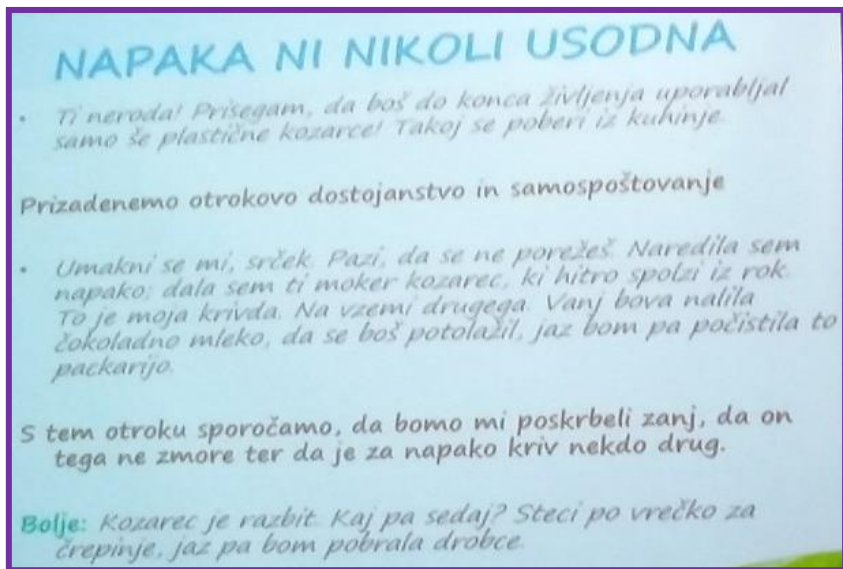 NAPAKA NI NIKOLI USODNA
• Ti neroda! Prisegam, da boš do konca življenja uporabljal
samo še plastične kozarce! Takoj se poberi iz kuhinje.
Prizadenemo otrokovo dostojanstvo in samospoštovanje
• Umakni se mi, srček. Pazi, da se ne porežeš. Naredila sem
napako; dala sem ti moker kozarec, ki hitro spolzi iz rok.
To je moja krivda. Na vzemi drugega. Vanj bova nalila
čokoladno mleko, da se boš potolažil, jaz bom pa počistila to
packarijo.
S tem otroku sporočamo, da bomo mi poskrbeli zanj, da on
tega ne zmore ter da je za napako kriv nekdo drug.
Bolje: Kozarec je razbit. Kaj pa sedaj? Steci po vrečko za
črepinje, jaz pa bom pobrala drobce.